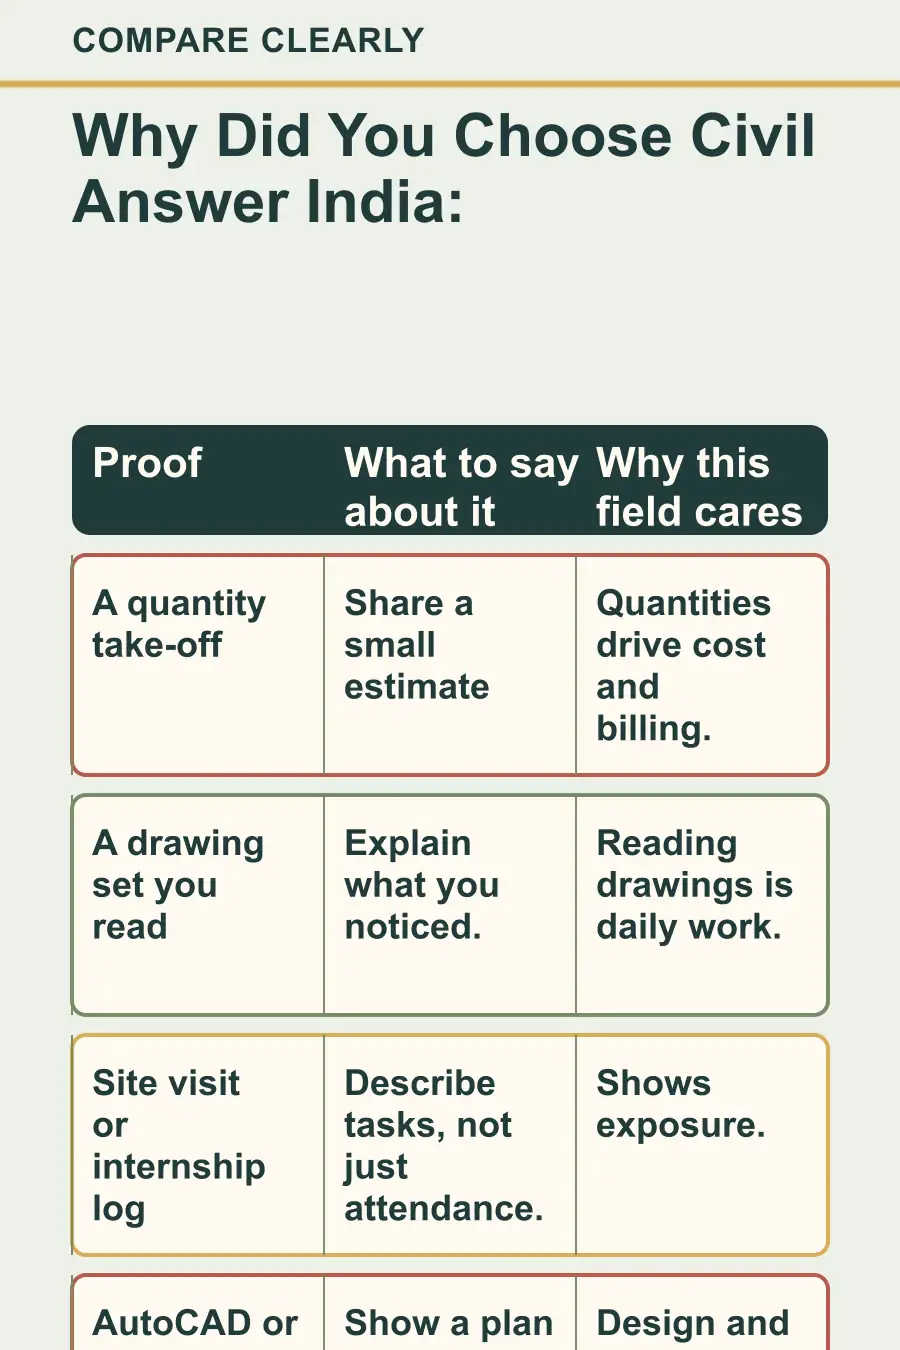 COMPARE CLEARLY
Why Did You Choose Civil
Answer India:
Proof
What to say
about it
Why this
field cares
A quantity
take-off
Share a
small
estimate
Quantities
drive cost
and
billing.
A drawing
set you
read
Explain
what you
noticed.
Reading
drawings is
daily work.
Site visit
or
internship
log
Describe
tasks, not
just
attendance.
Shows
exposure.
AutoCAD or
Show a plan
Design and